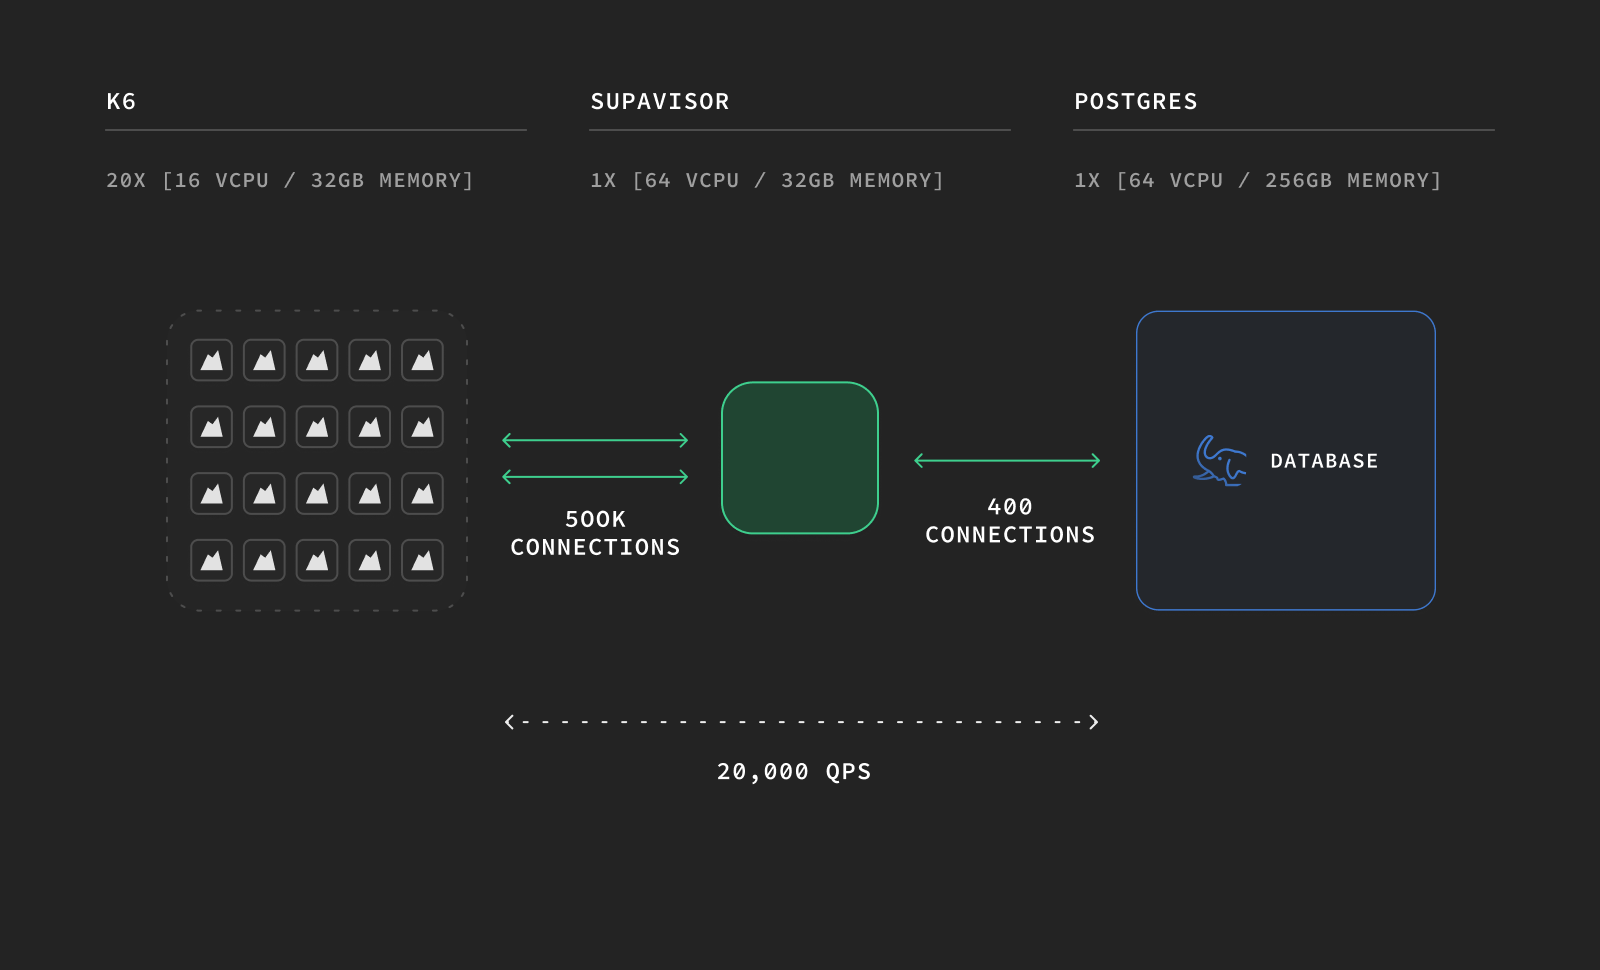 K6
SUPAVISOR
POSTGRES
20X [16 VCPU / 32GB MEMORY]
1X [64 VCPU / 32GB MEMORY]
1X [64 VCPU / 256GB MEMORY]
500K
CONNECTIONS
400
CONNECTIONS
DATABASE
20,000 QPS